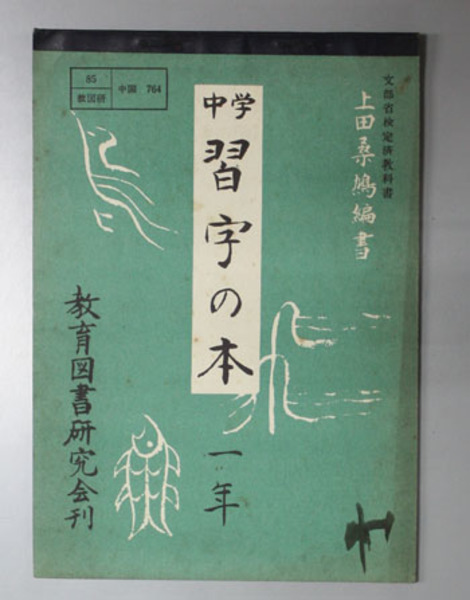 文部省検定済教科書
上田桑鳩編書
中学
習字の本
一年
85
教図研
中国 764
教育図書研究会刊